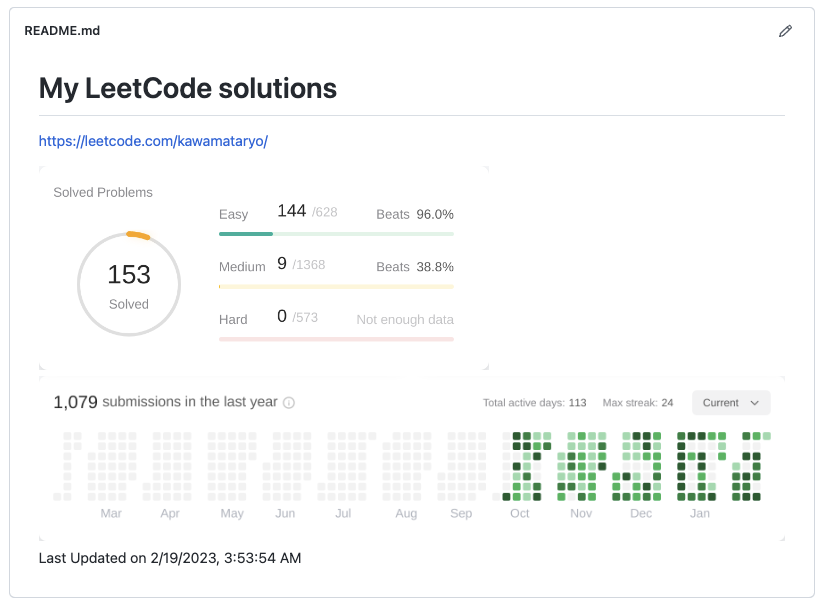 README.md
My LeetCode solutions
https://leetcode.com/kawamataryo/
Solved Problems
153
Solved
Easy 144 /628 Beats 96.0%
Medium 9 /1368 Beats 38.8%
Hard 0 /573 Not enough data
1,079 submissions in the last year Total active days: 113 Max streak: 24 Current
Mar Apr May Jun Jul Aug Sep Oct Nov Dec Jan
Last Updated on 2/19/2023, 3:53:54 AM